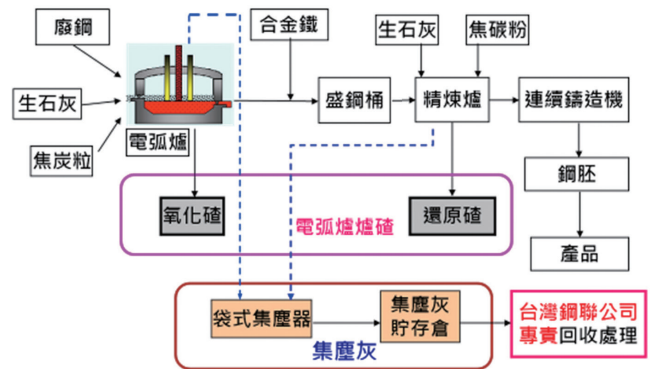 廢鋼
合金鐵
生石灰
焦碳粉
生石灰
盛鋼桶
精煉爐
連續鑄造機
電弧爐
焦炭粒
鋼胚
氧化碴
電弧爐爐碴
還原碴
產品
袋式集塵器
集塵灰
貯存倉
集塵灰
台灣鋼聯公司
專責回收處理